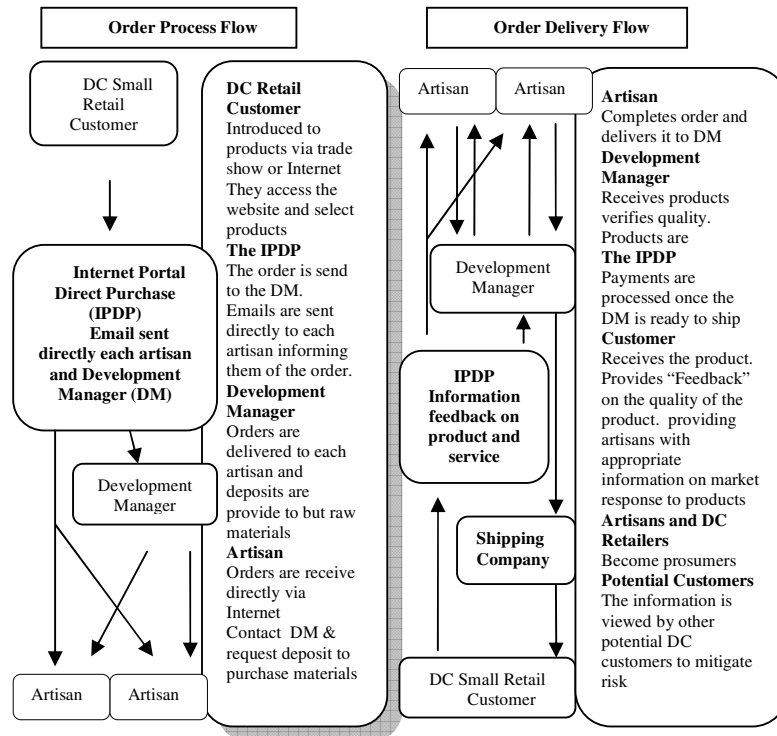 Order Process Flow
DC Small
Retail
Customer
Internet Portal
Direct Purchase
(IPDP)
Email sent
directly each artisan
and Development
Manager (DM)
Development
Manager
Artisan
Artisan
DC Retail
Customer
Introduced to
products via trade
show or Internet
They access the
website and select
products
The IPDP
The order is send
to the DM.
Emails are sent
directly to each
artisan informing
them of the order.
Development
Manager
Orders are
delivered to each
artisan and
deposits are
provide to but raw
materials
Artisan
Orders are receive
directly via
Internet
Contact DM &
request deposit to
purchase materials
Order Delivery Flow
Artisan
Artisan
Development
Manager
IPDP
Information
feedback on
product and
service
Shipping
Company
DC Small Retail
Customer
Artisan
Completes order and
delivers it to DM
Development
Manager
Receives products
verifies quality.
Products are
The IPDP
Payments are
processed once the
DM is ready to ship
Customer
Receives the product.
Provides “Feedback”
on the quality of the
product. providing
artisans with
appropriate
information on market
response to products
Artisans and DC
Retailers
Become prosumers
Potential Customers
The information is
viewed by other
potential DC
customers to mitigate
risk